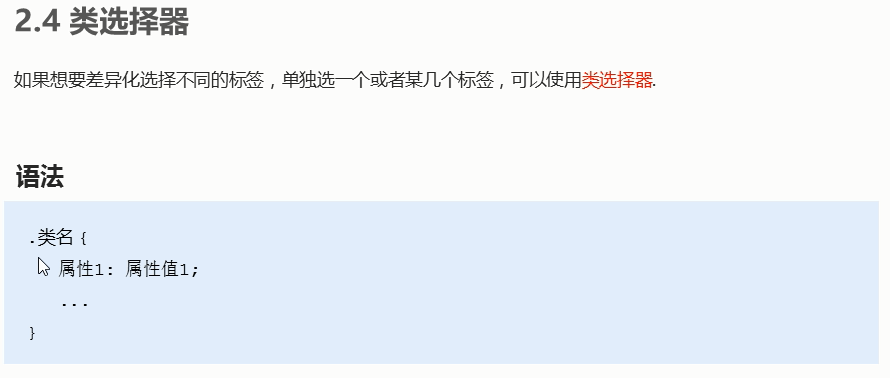 2.4 类选择器
如果想要差异化选择不同的标签，单独选一个或者某几个标签，可以使用类选择器.
语法
.类名 {
属性1: 属性值1;
...
}